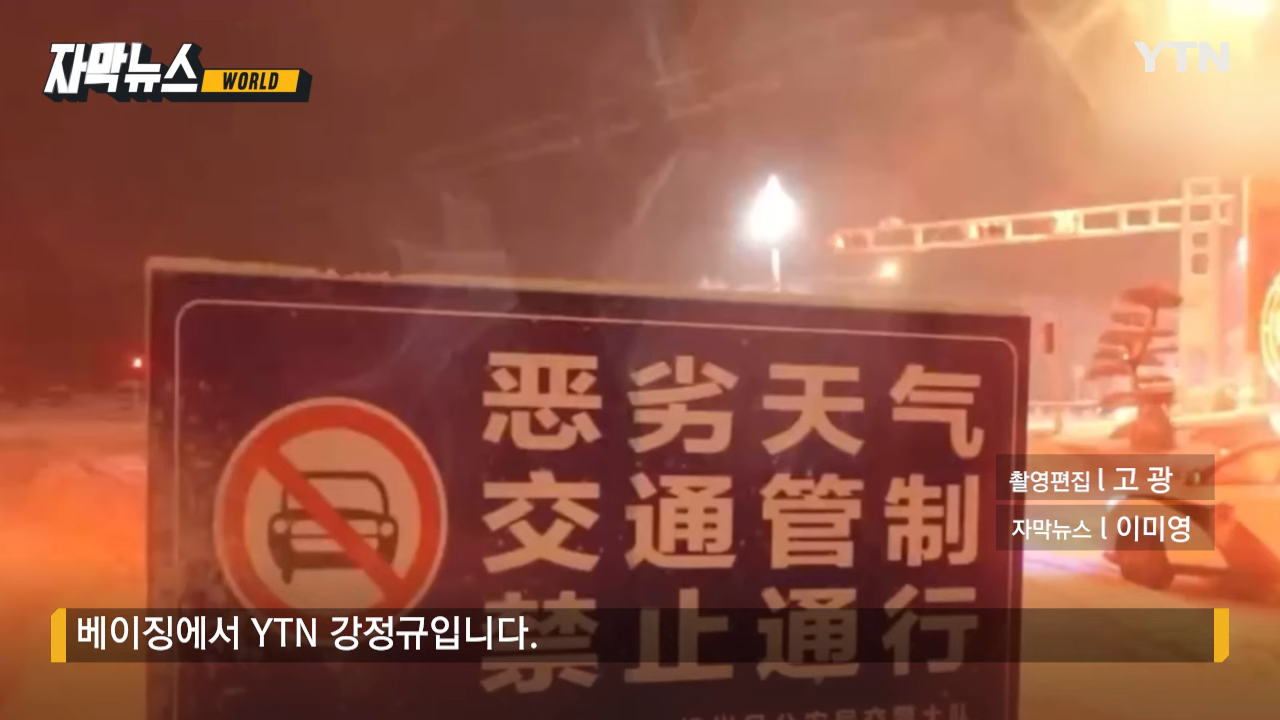 자막뉴스 WORLD
YTN
恶劣天气
交通管制
禁止通行
촬영편집 l 고 광
자막뉴스 l 이미영
베이징에서 YTN 강정규입니다.